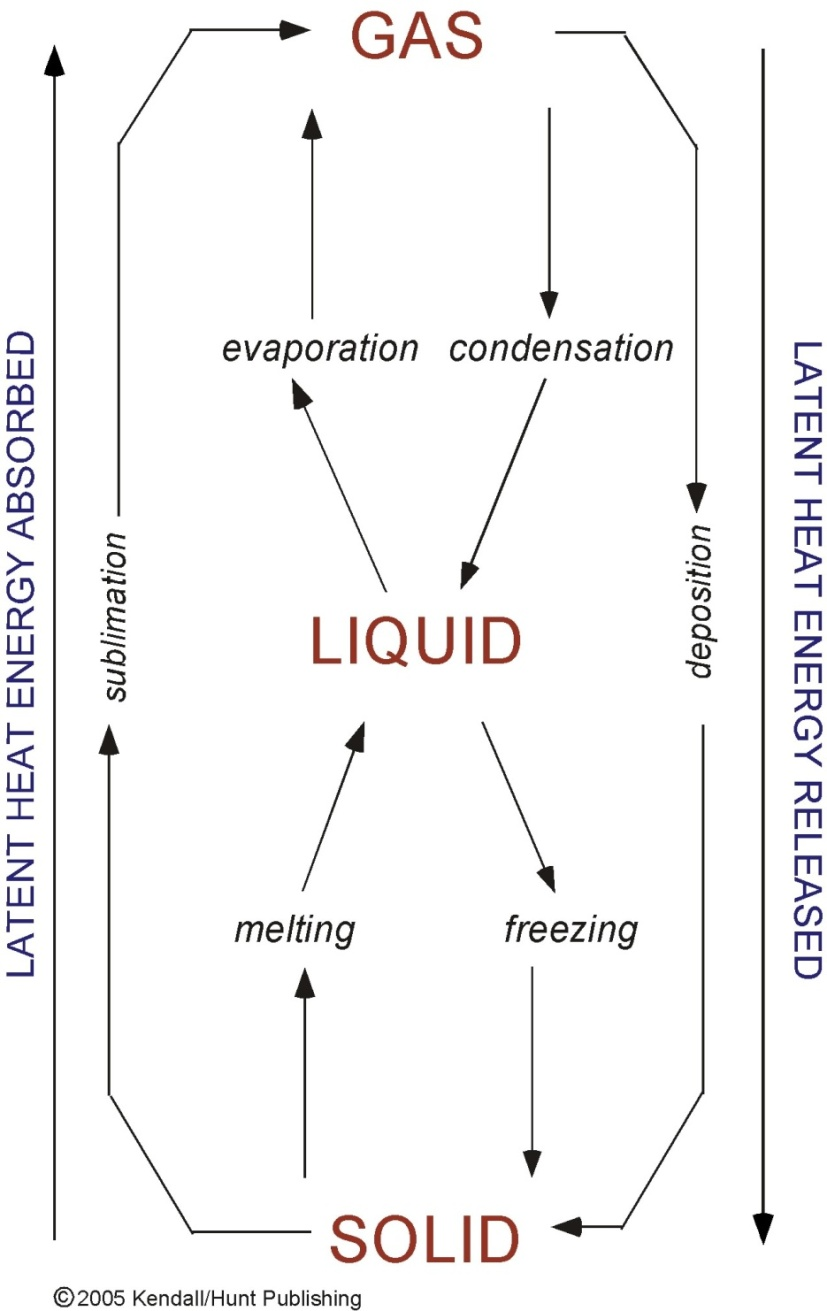 GAS
evaporation
condensation
LATENT HEAT ENERGY ABSORBED
sublimation
LIQUID
deposition
LATENT HEAT ENERGY RELEASED
melting
freezing
SOLID
©2005 Kendall/Hunt Publishing